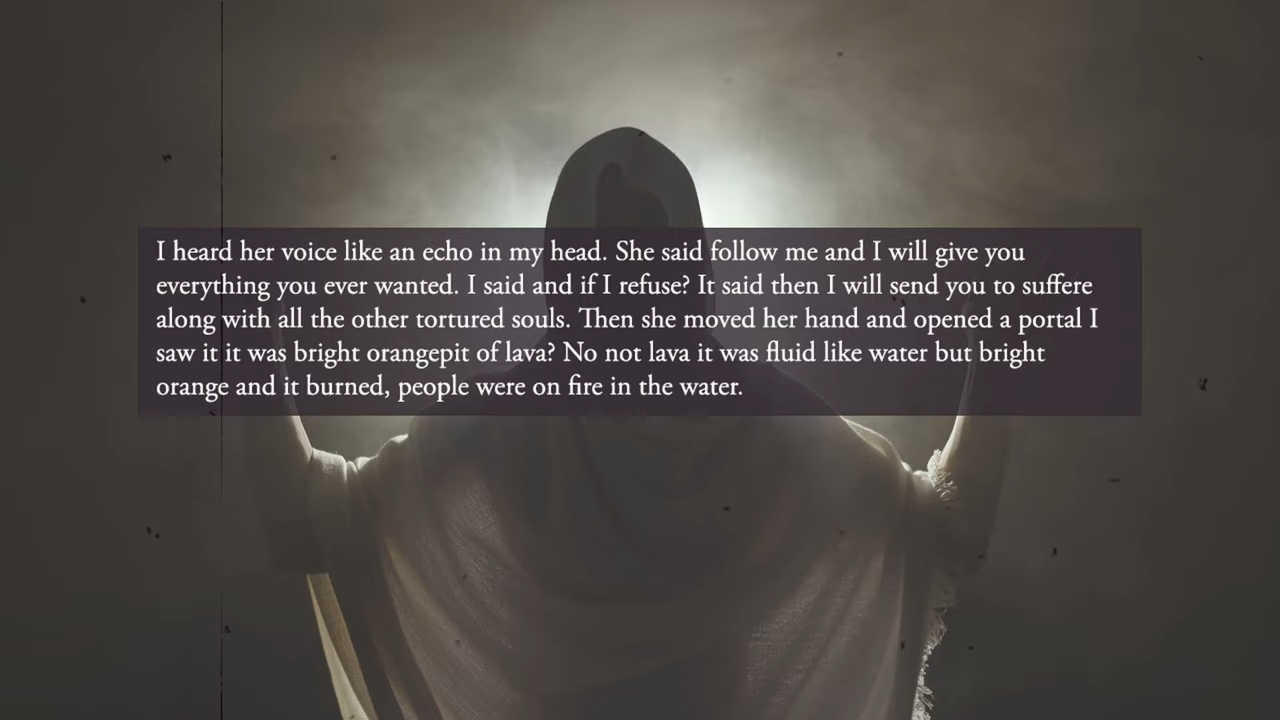 I heard her voice like an echo in my head. She said follow me and I will give you
everything you ever wanted. I said and if I refuse? It said then I will send you to suffere
along with all the other tortured souls. Then she moved her hand and opened a portal I
saw it it was bright orangepit of lava? No not lava it was fluid like water but bright
orange and it burned, people were on fire in the water.